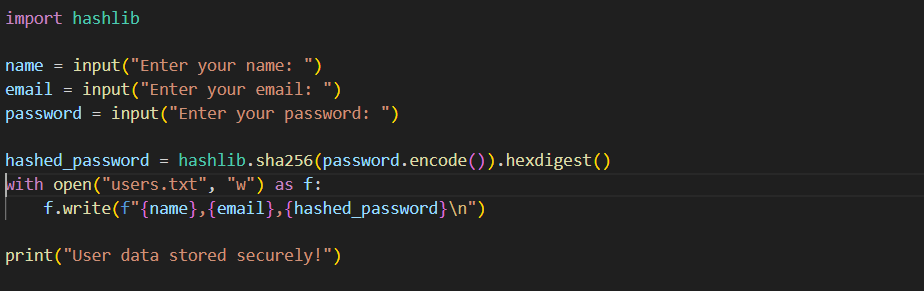 import hashlib
name = input("Enter your name: ")
email = input("Enter your email: ")
password = input("Enter your password: ")
hashed_password = hashlib.sha256(password.encode()).hexdigest()
with open("users.txt", "w") as f:
    f.write(f"{name},{email},{hashed_password}\n")
print("User data stored securely!")